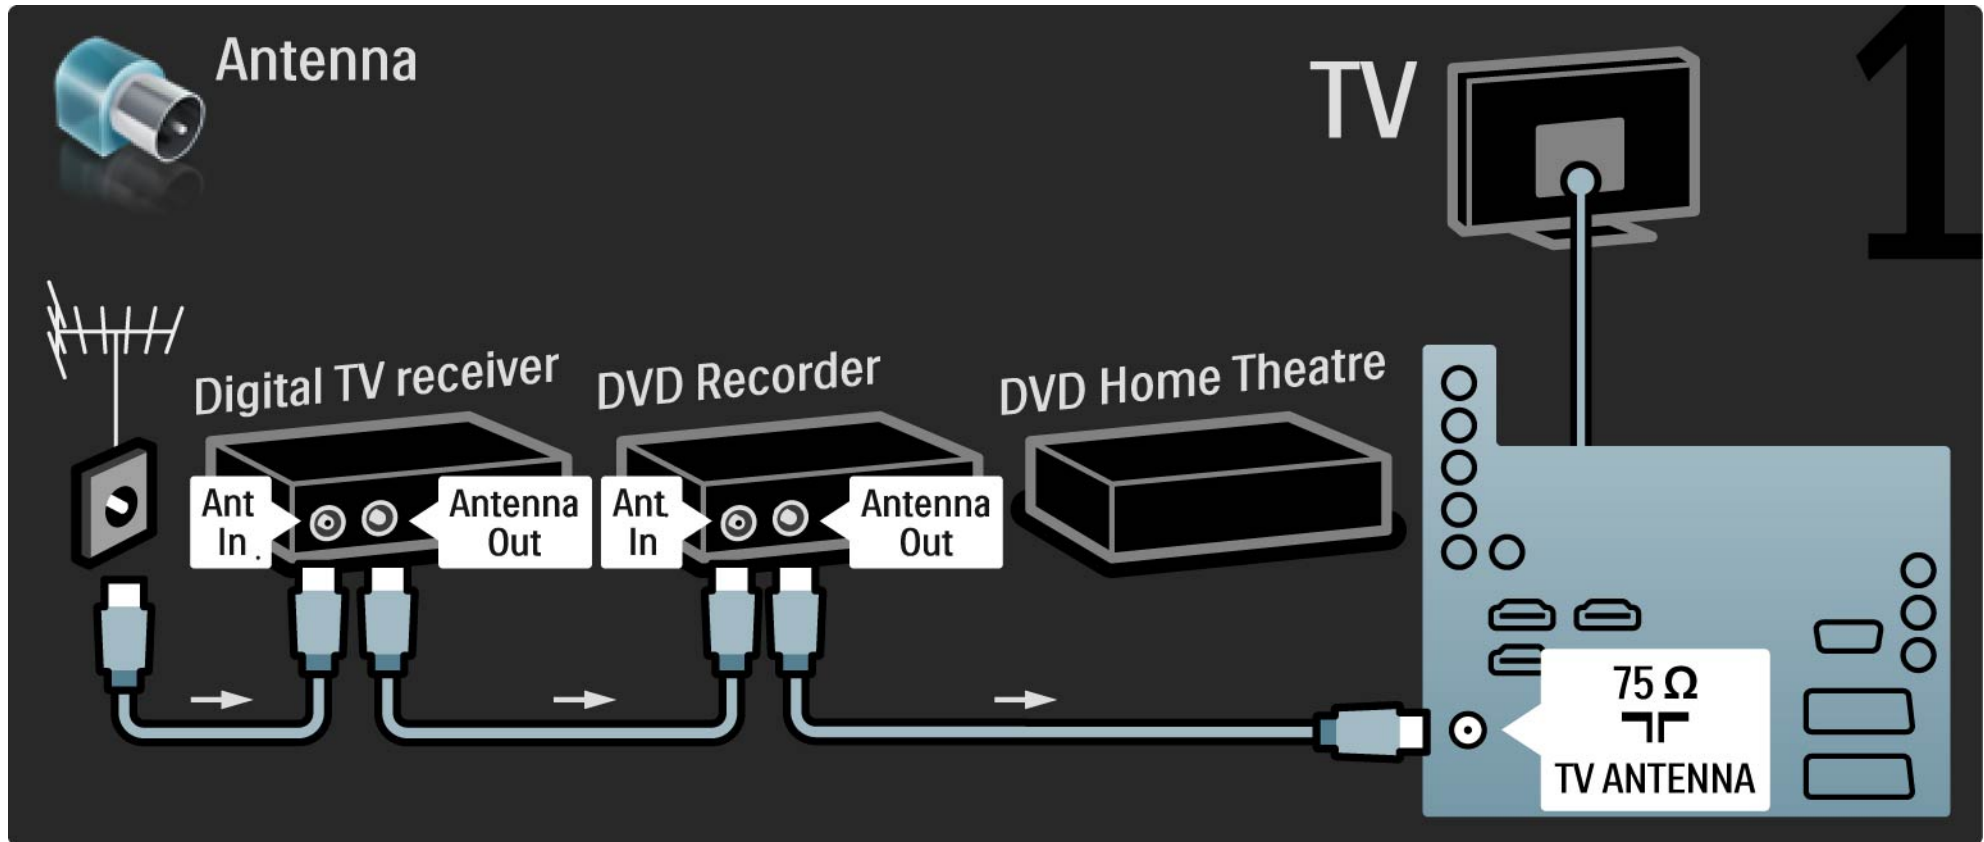 Antenna
TV
1
Digital TV receiver
DVD Recorder
DVD Home Theatre
Ant
In .
Antenna
Out
Ant.
In
Antenna
Out
75 Ω
TV ANTENNA